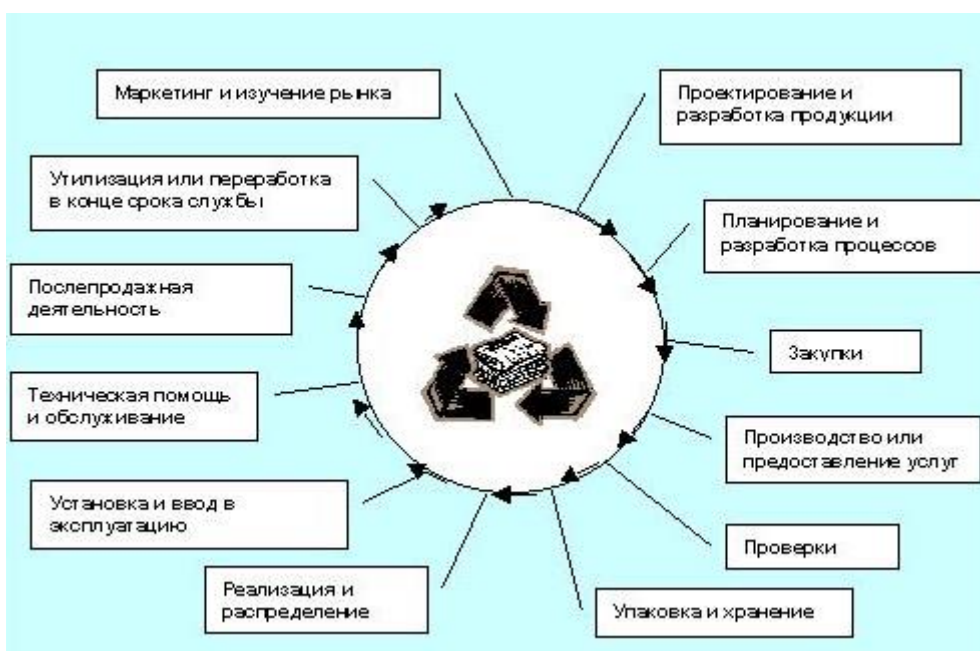 Маркетинг и изучение рынка
Проектирование и
разработка продукции
Планирование и
разработка процессов
Закупки
Производство или
предоставление услуг
Проверки
Упаковка и хранение
Реализация и
распределение
Установка и ввод в
эксплуатацию
Техническая помощь
и обслуживание
Послепродажная
деятельность
Утилизация или переработка
в конце срока службы